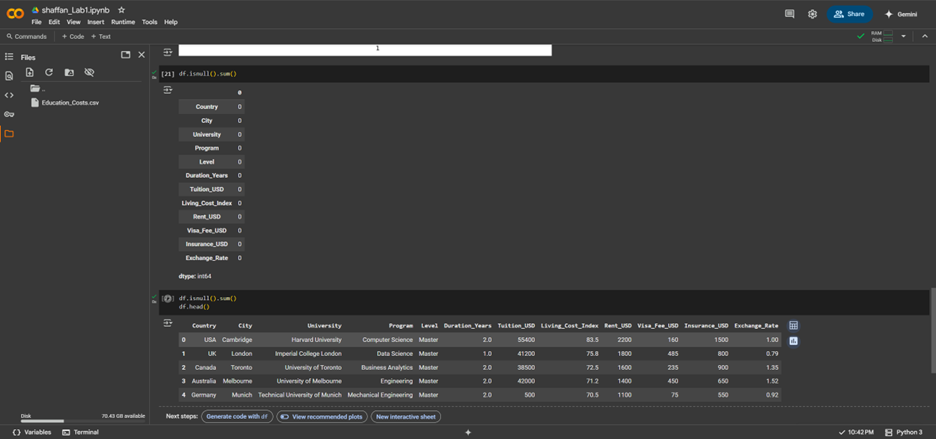 shaffan_Lab1.ipynb
File Edit View Insert Runtime Tools Help
Share
Gemini
Commands + Code + Text
RAM
Disk
Files
..
Education_Costs.csv
Disk 70.43 GB available
1
[21] df.isnull().sum()
0
Country 0
City 0
University 0
Program 0
Level 0
Duration_Years 0
Tuition_USD 0
Living_Cost_Index 0
Rent_USD 0
Visa_Fee_USD 0
Insurance_USD 0
Exchange_Rate 0
dtype: int64
df.isnull().sum()
df.head()
Country City University Program Level Duration_Years Tuition_USD Living_Cost_Index Rent_USD Visa_Fee_USD Insurance_USD Exchange_Rate
0 USA Cambridge Harvard University Computer Science Master 2.0 55400 83.5 2200 160 1500 1.00
1 UK London Imperial College London Data Science Master 1.0 41200 75.8 1800 485 800 0.79
2 Canada Toronto University of Toronto Business Analytics Master 2.0 38500 72.5 1600 235 900 1.35
3 Australia Melbourne University of Melbourne Engineering Master 2.0 42000 71.2 1400 450 650 1.52
4 Germany Munich Technical University of Munich Mechanical Engineering Master 2.0 500 70.5 1100 75 550 0.92
Next steps: Generate code with df View recommended plots New interactive sheet
Variables Terminal 10:42 PM Python 3